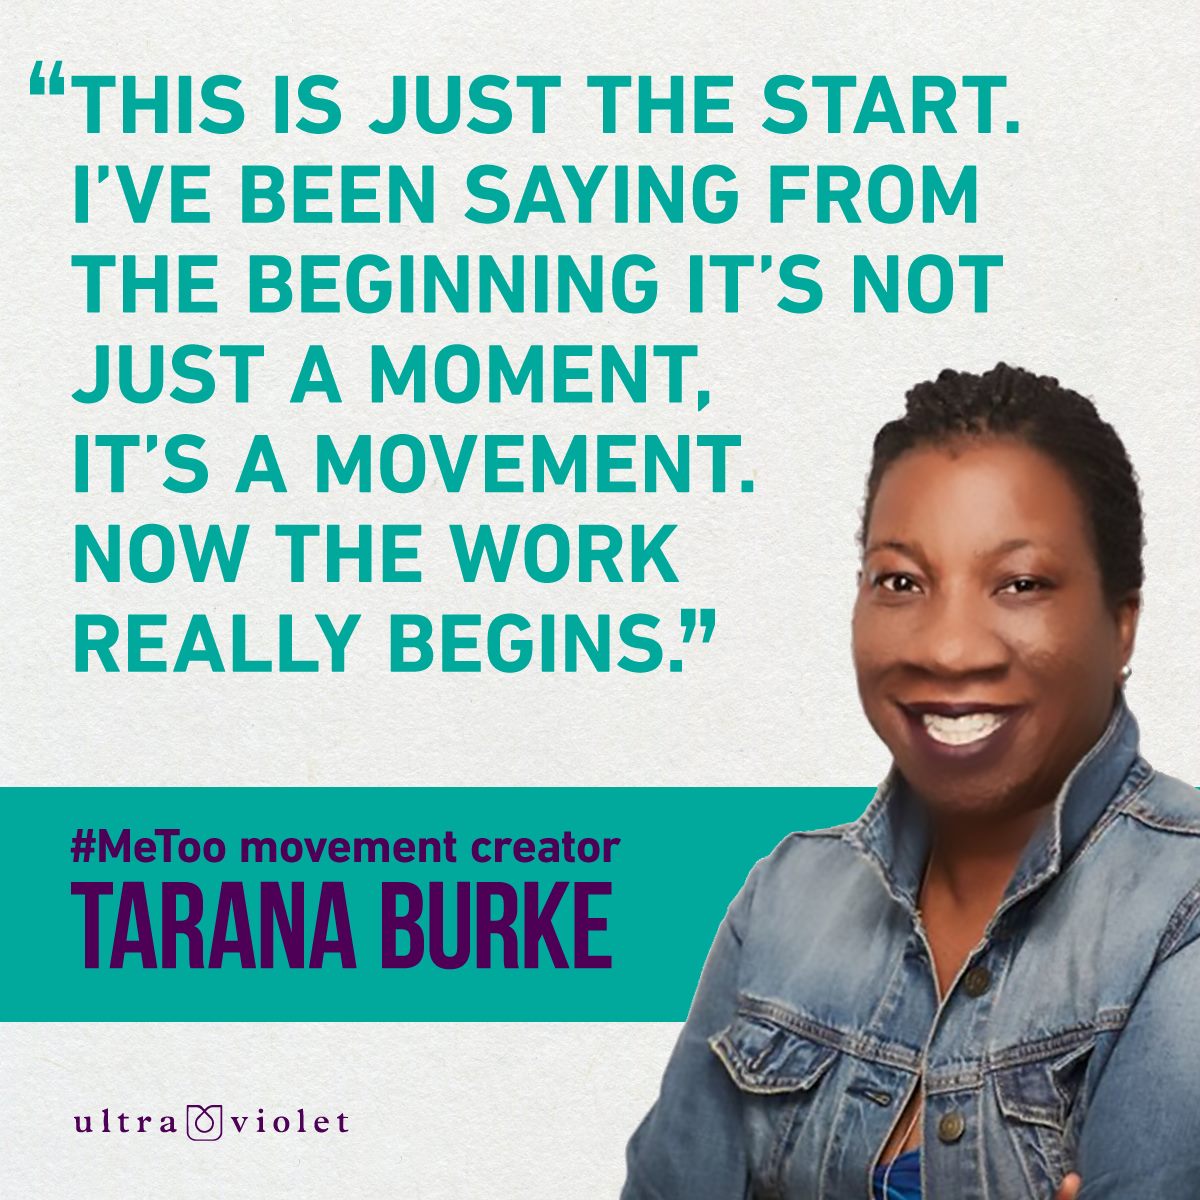 “THIS IS JUST THE START.
I’VE BEEN SAYING FROM
THE BEGINNING IT’S NOT
JUST A MOMENT,
IT’S A MOVEMENT.
NOW THE WORK
REALLY BEGINS.”
#MeToo movement creator
TARANA BURKE
ultra violet